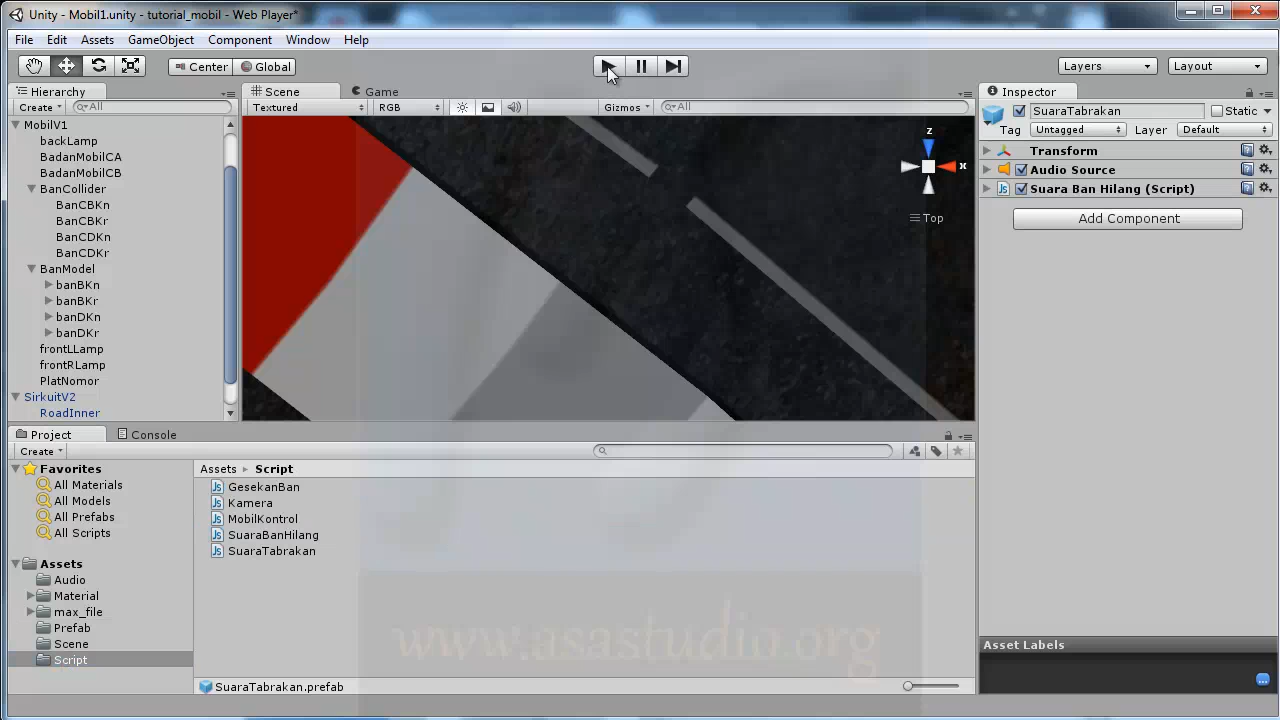 Unity - Mobil1.unity - tutorial_mobil - Web Player*
File Edit Assets GameObject Component Window Help
Center Global Layers Layout
Hierarchy
Create All
MobilV1
backLamp
BadanMobilCA
BadanMobilCB
BanCollider
BanCBKn
BanCBKr
BanCDKn
BanCDKr
BanModel
banBKn
banBKr
banDKn
banDKr
frontLLamp
frontRLamp
PlatNomor
SirkuitV2
RoadInner
Scene Game
Textured RGB Gizmos All
z
x
Top
Inspector
SuaraTabrakan Static
Tag Untagged Layer Default
Transform
Audio Source
Suara Ban Hilang (Script)
Add Component
Project Console
Create
Favorites
All Materials
All Models
All Prefabs
All Scripts
Assets
Audio
Material
max_file
Prefab
Scene
Script
Assets Script
GesekanBan
Kamera
MobilKontrol
SuaraBanHilang
SuaraTabrakan
www.asastudio.org
SuaraTabrakan.prefab
Asset Labels